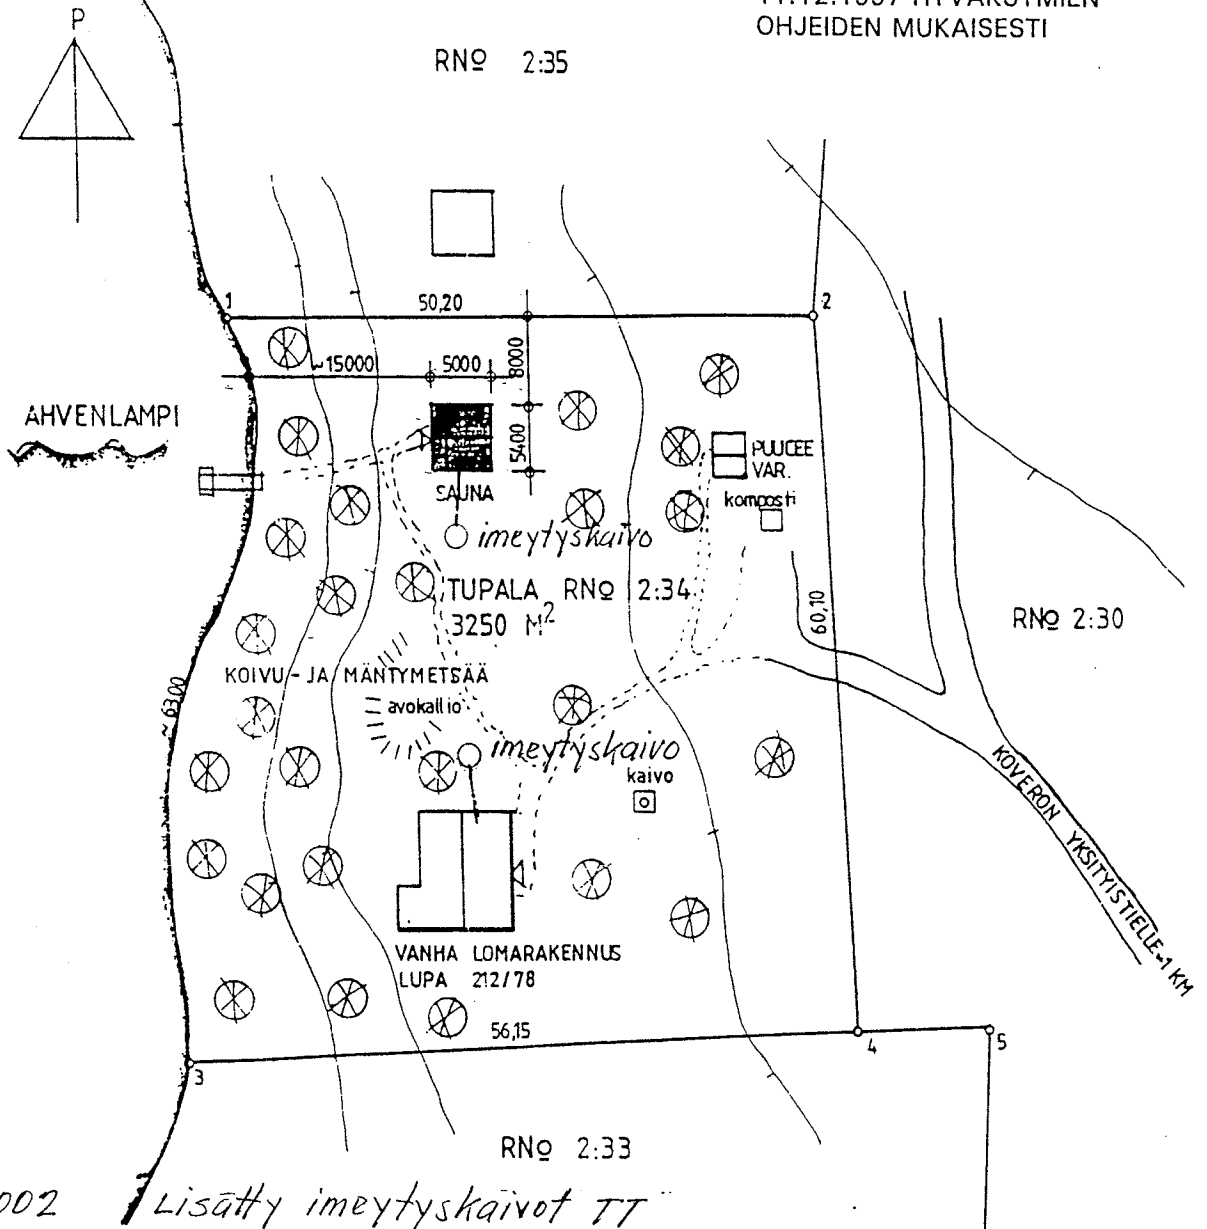 OHJEIDEN MUKAISESTI
P
RNO 2:35
1
50,20
2
~15000
5000
8000
5400
AHVENLAMPI
SAUNA
PUUCEE
VAR.
komposti
imeytyskaivo
TUPALA RNO 2:34
3250 M²
60,10
RNO 2:30
KOIVU-JA MÄNTYMETSÄÄ
avokallio
~ 63,00
imeytyskaivo
kaivo
KOVERON YKSITYISTIELLE ~1 KM
VANHA LOMARAKENNUS
LUPA 212/78
56,15
3
4
5
RNO 2:33
002 Lisätty imeytyskaivot TT